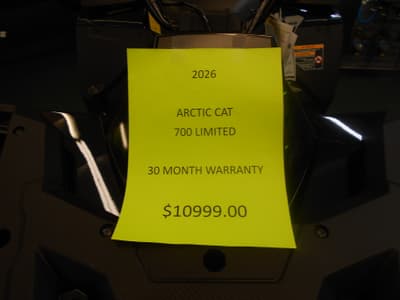 2026
ARCTIC CAT
700 LIMITED
30 MONTH WARRANTY
$10999.00